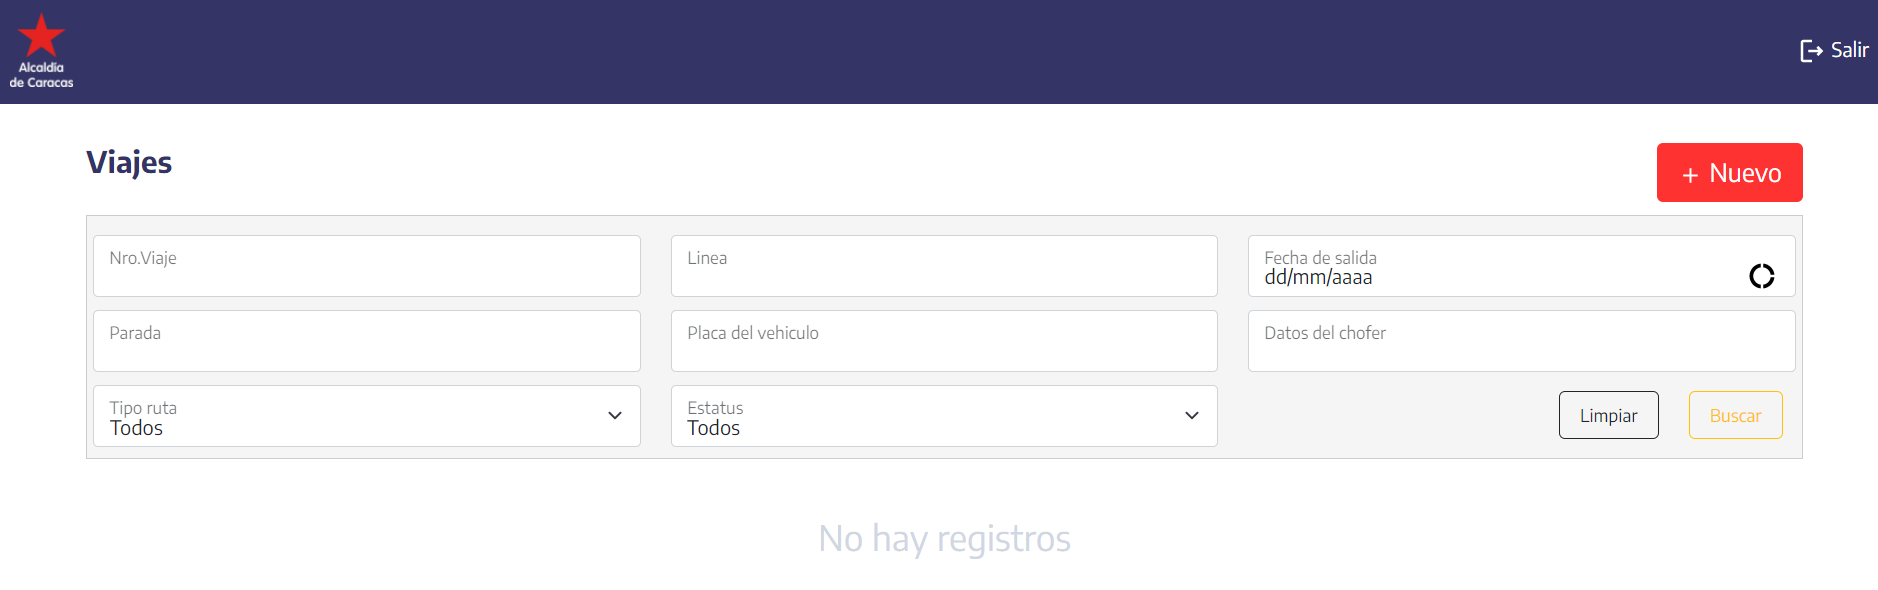 Alcaldía
de Caracas
Salir
Viajes
+ Nuevo
Nro.Viaje
Linea
Fecha de salida
dd/mm/aaaa
Parada
Placa del vehiculo
Datos del chofer
Tipo ruta
Todos
Estatus
Todos
Limpiar
Buscar
No hay registros